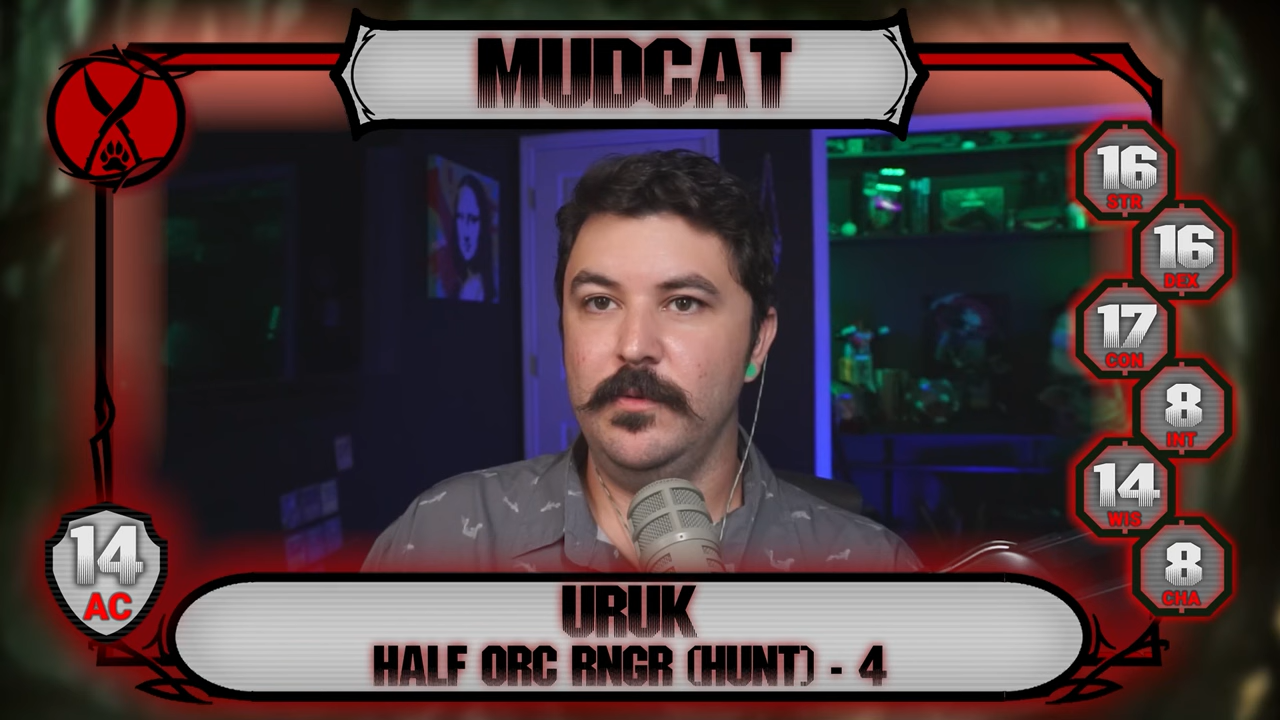 MUDCAT
16
STR
16
DEX
17
CON
8
INT
14
WIS
8
CHA
14
AC
URUK
HALF ORC RNGR (HUNT) - 4